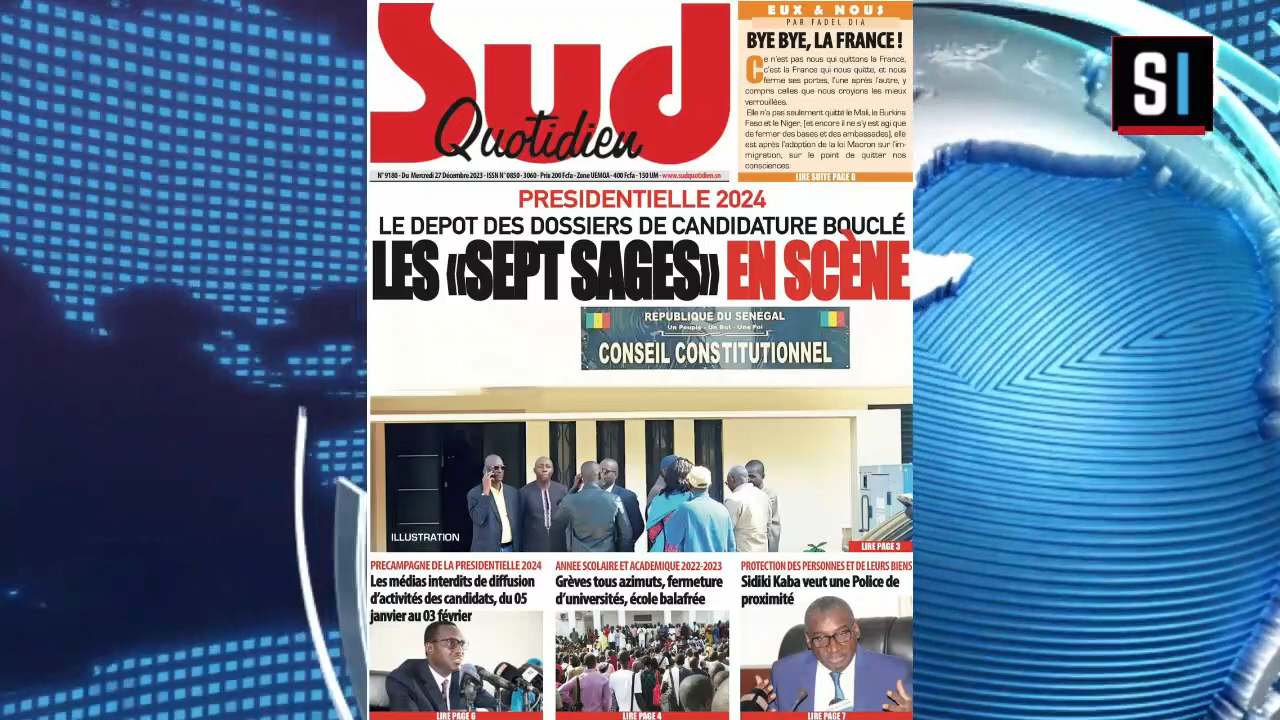 Sud
Quotidien
N° 9180 - Du Mercredi 27 Décembre 2023 - ISSN N° 0850 - 3060 - Prix 200 Fcfa - Zone UEMOA - 400 Fcfa - 150 UM - www.sudquotidien.sn
EUX & NOUS
PAR FADEL DIA
BYE BYE, LA FRANCE !
Ce n'est pas nous qui quittons la France,
c'est la France qui nous quitte, et nous
ferme ses portes, l'une après l'autre, y
compris celles que nous croyions les mieux
verrouillées.
Elle n'a pas seulement quitté le Mali, le Burkina
Faso et le Niger, (et encore il ne s'y est agi que
de fermer des bases et des ambassades), elle
est après l'adoption de la loi Macron sur l'im-
migration, sur le point de quitter nos
consciences.
LIRE SUITE PAGE 8
SI
PRESIDENTIELLE 2024
LE DEPOT DES DOSSIERS DE CANDIDATURE BOUCLÉ
LES «SEPT SAGES» EN SCÈNE
REPUBLIQUE DU SENEGAL
Un Peuple - Un But - Une Foi
CONSEIL CONSTITUTIONNEL
ILLUSTRATION
LIRE PAGE 3
PRECAMPAGNE DE LA PRESIDENTIELLE 2024
Les médias interdits de diffusion
d'activités des candidats, du 05
janvier au 03 février
LIRE PAGE 6
ANNEE SCOLAIRE ET ACADEMIQUE 2022-2023
Grèves tous azimuts, fermeture
d'universités, école balafrée
LIRE PAGE 4
PROTECTION DES PERSONNES ET DE LEURS BIENS
Sidiki Kaba veut une Police de
proximité
LIRE PAGE 7